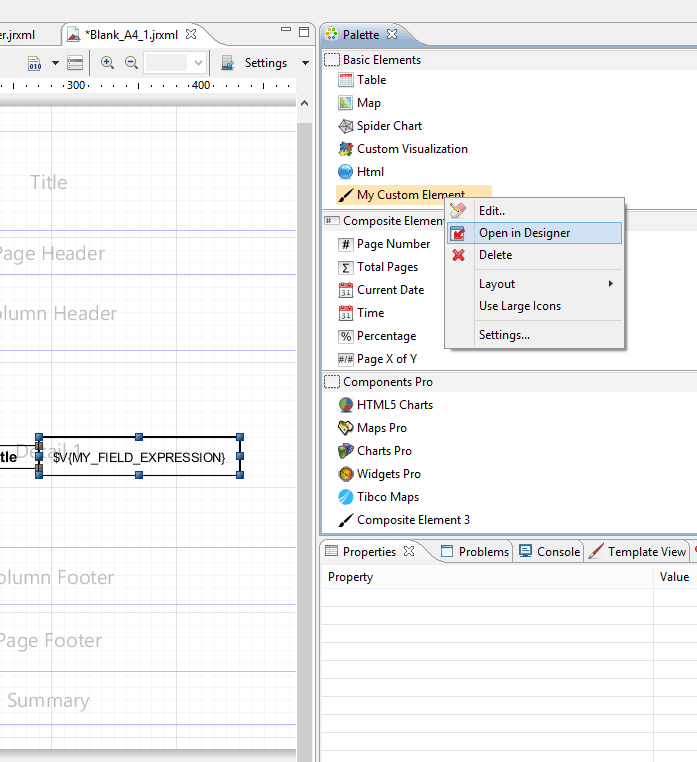 er.jrxml
*Blank_A4_1.jrxml
010
Settings
300
400
Title
Page Header
olumn Header
Detail 1
tle
$V{MY_FIELD_EXPRESSION}
olumn Footer
Page Footer
Summary
Palette
Basic Elements
Table
Map
Spider Chart
Custom Visualization
Html
My Custom Element
Edit..
Open in Designer
Delete
Layout
Use Large Icons
Settings...
Composite Elemen
# Page Number
Σ Total Pages
31 Current Date
31 Time
% Percentage
#/# Page X of Y
Components Pro
HTML5 Charts
Maps Pro
Charts Pro
Widgets Pro
Tibco Maps
Composite Element 3
Properties
Problems
Console
Template View
Property
Value